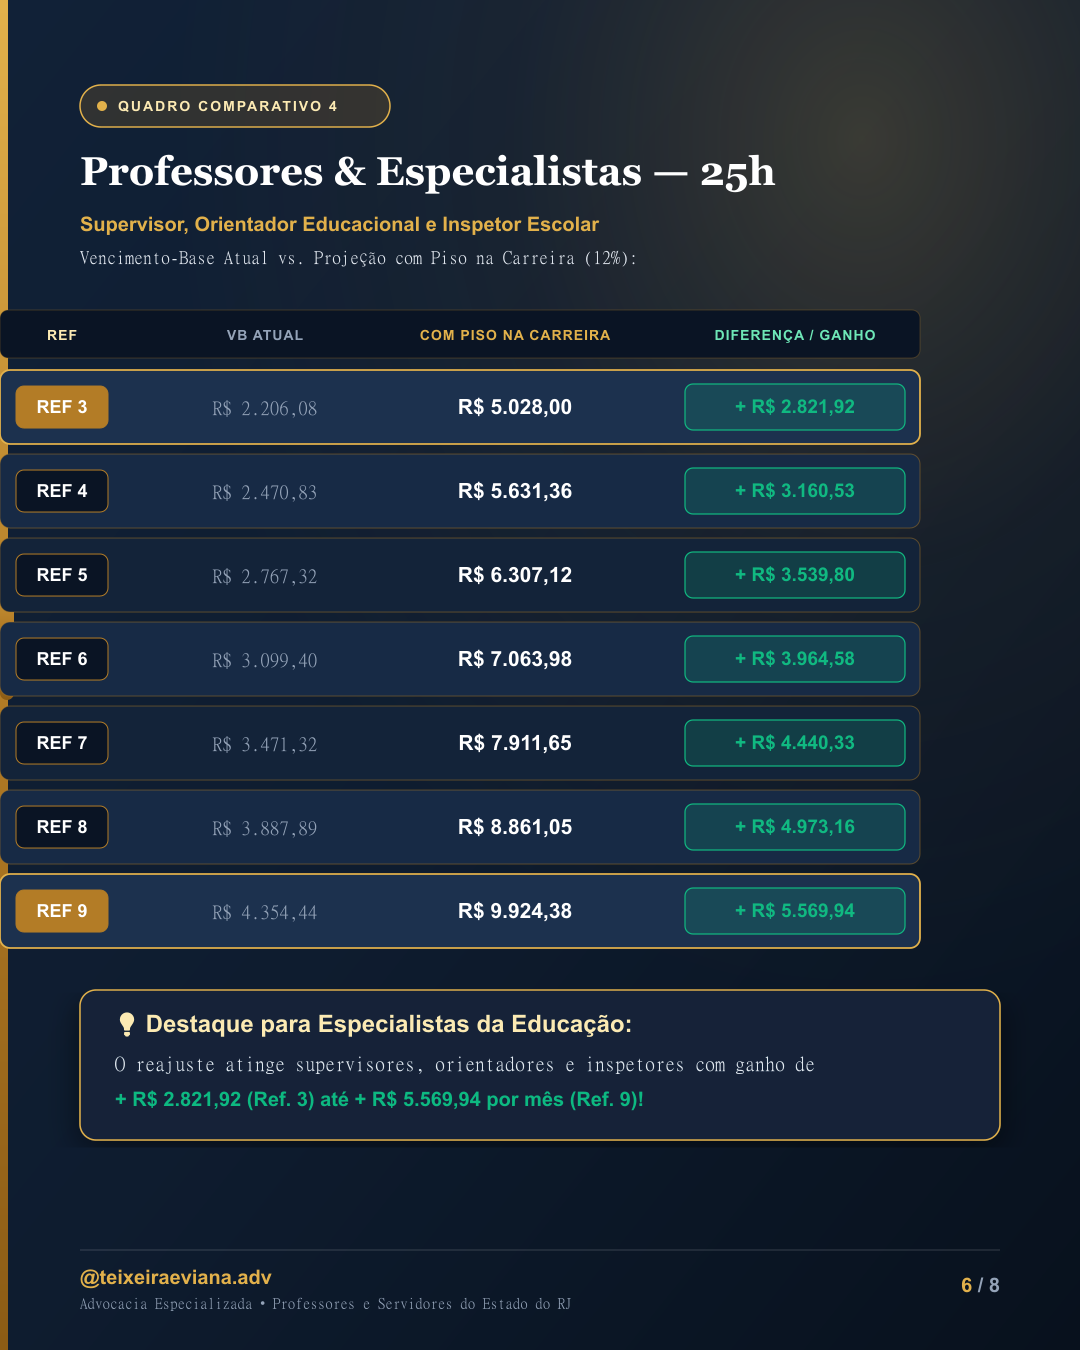 QUADRO COMPARATIVO 4
Professores & Especialistas — 25h
Supervisor, Orientador Educacional e Inspetor Escolar
Vencimento-Base Atual vs. Projeção com Piso na Carreira (12%):
REF VB ATUAL COM PISO NA CARREIRA DIFERENÇA / GANHO
REF 3 R$ 2.206,08 R$ 5.028,00 + R$ 2.821,92
REF 4 R$ 2.470,83 R$ 5.631,36 + R$ 3.160,53
REF 5 R$ 2.767,32 R$ 6.307,12 + R$ 3.539,80
REF 6 R$ 3.099,40 R$ 7.063,98 + R$ 3.964,58
REF 7 R$ 3.471,32 R$ 7.911,65 + R$ 4.440,33
REF 8 R$ 3.887,89 R$ 8.861,05 + R$ 4.973,16
REF 9 R$ 4.354,44 R$ 9.924,38 + R$ 5.569,94
Destaque para Especialistas da Educação:
O reajuste atinge supervisores, orientadores e inspetores com ganho de
+ R$ 2.821,92 (Ref. 3) até + R$ 5.569,94 por mês (Ref. 9)!
@teixeiraeviana.adv
Advocacia Especializada • Professores e Servidores do Estado do RJ
6 / 8